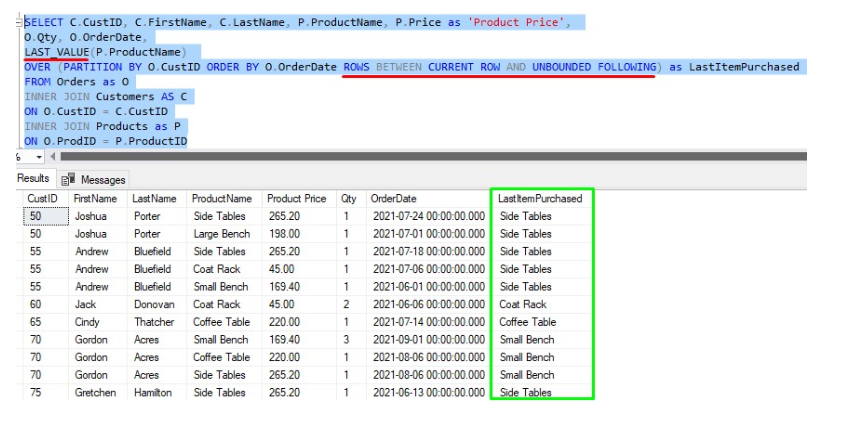 SELECT C.CustID, C.FirstName, C.LastName, P.ProductName, P.Price as 'Product Price',
O.Qty, O.OrderDate,
LAST_VALUE(P.ProductName)
OVER (PARTITION BY O.CustID ORDER BY O.OrderDate ROWS BETWEEN CURRENT ROW AND UNBOUNDED FOLLOWING) as LastItemPurchased
FROM Orders as O
INNER JOIN Customers AS C
ON O.CustID = C.CustID
INNER JOIN Products as P
ON O.ProdID = P.ProductID
%
Results Messages
CustID FirstName LastName ProductName Product Price Qty OrderDate LastItemPurchased
50 Joshua Porter Side Tables 265.20 1 2021-07-24 00:00:00.000 Side Tables
50 Joshua Porter Large Bench 198.00 1 2021-07-01 00:00:00.000 Side Tables
55 Andrew Bluefield Side Tables 265.20 1 2021-07-18 00:00:00.000 Side Tables
55 Andrew Bluefield Coat Rack 45.00 1 2021-07-06 00:00:00.000 Side Tables
55 Andrew Bluefield Small Bench 169.40 1 2021-06-01 00:00:00.000 Side Tables
60 Jack Donovan Coat Rack 45.00 2 2021-06-06 00:00:00.000 Coat Rack
65 Cindy Thatcher Coffee Table 220.00 1 2021-07-14 00:00:00.000 Coffee Table
70 Gordon Acres Small Bench 169.40 3 2021-09-01 00:00:00.000 Small Bench
70 Gordon Acres Coffee Table 220.00 1 2021-08-06 00:00:00.000 Small Bench
70 Gordon Acres Side Tables 265.20 1 2021-08-06 00:00:00.000 Small Bench
75 Gretchen Hamilton Side Tables 265.20 1 2021-06-13 00:00:00.000 Side Tables